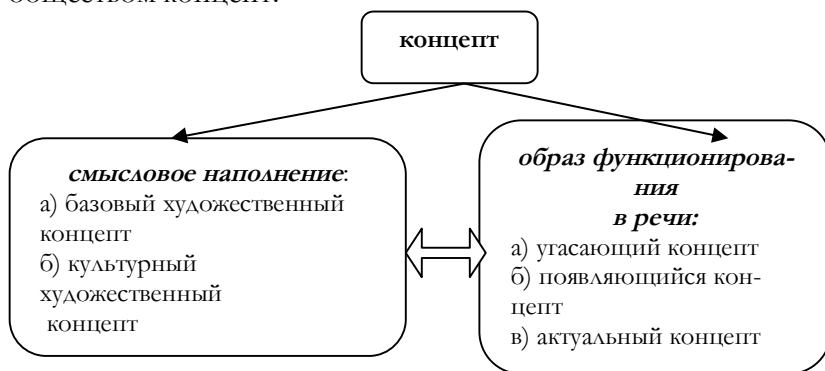 обществом концепт.
концепт
смысловое наполнение:
а) базовый художественный
концепт
б) культурный
художественный
концепт
образ функционирова-
ния
в речи:
а) угасающий концепт
б) появляющийся кон-
цепт
в) актуальный концепт